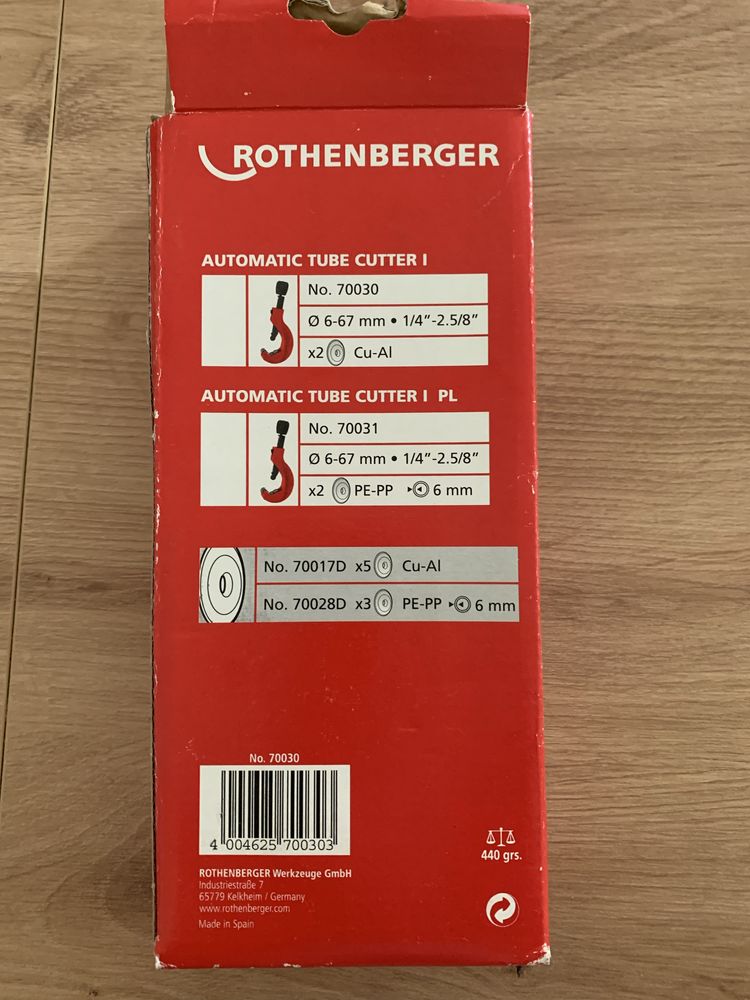 ROTHENBERGER
AUTOMATIC TUBE CUTTER I
No. 70030
Ø 6-67 mm • 1/4”-2.5/8”
x2 Cu-Al
AUTOMATIC TUBE CUTTER I PL
No. 70031
Ø 6-67 mm • 1/4”-2.5/8”
x2 PE-PP 6 mm
No. 70017D x5 Cu-Al
No. 70028D x3 PE-PP 6 mm
No. 70030
4 004625 700303
440 grs.
ROTHENBERGER Werkzeuge GmbH
Industriestraße 7
65779 Kelkheim / Germany
www.rothenberger.com
Made in Spain